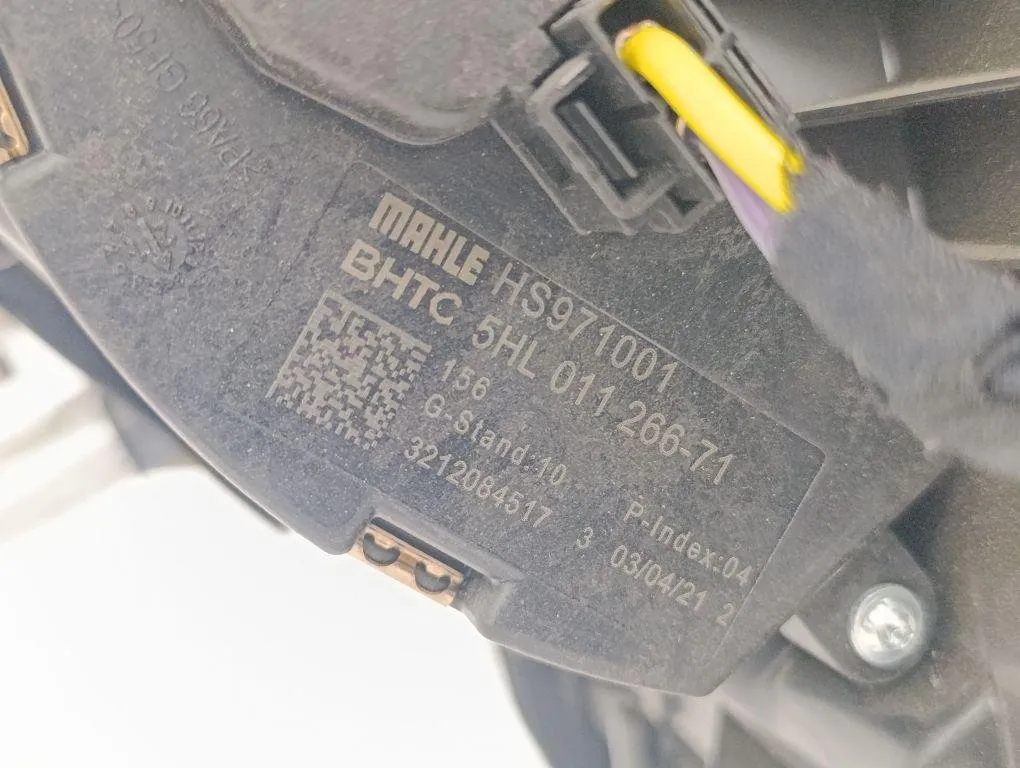 MAHLE HS971001
BHTC 5HL 011 266-71
156
G-Stand:10 P-Index:04
3212084517 3 03/04/21 2